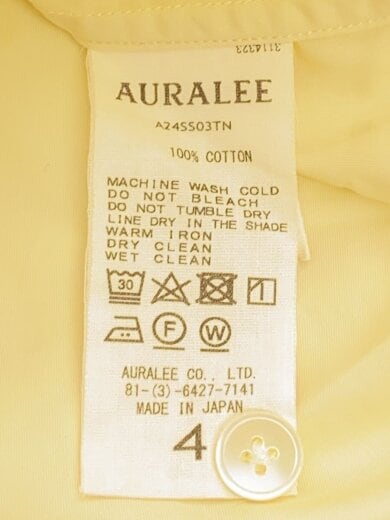 3114323
AURALEE
A24SS03TN
100% COTTON
MACHINE WASH COLD
DO NOT BLEACH
DO NOT TUMBLE DRY
LINE DRY IN THE SHADE
WARM IRON
DRY CLEAN
WET CLEAN
30
F W
AURALEE CO., LTD.
81-(3)-6427-7141
MADE IN JAPAN
4